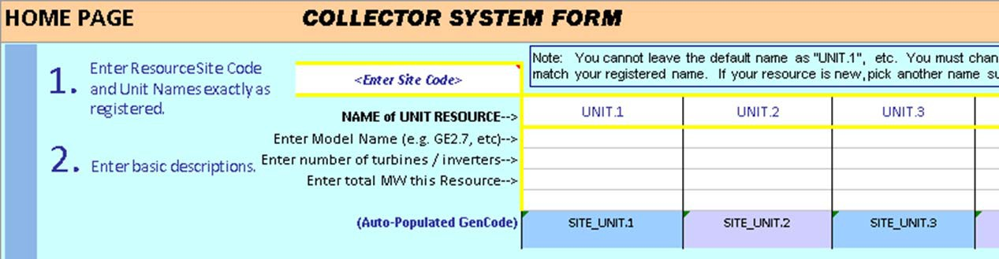 HOME PAGE COLLECTOR SYSTEM FORM
1. Enter Resource Site Code
and Unit Names exactly as
registered.
<Enter Site Code>
Note: You cannot leave the default name as "UNIT.1", etc. You must
match your registered name. If your resource is new, pick another name
NAME of UNIT RESOURCE--> UNIT.1 UNIT.2 UNIT.3
Enter Model Name (e.g. GE2.7, etc)-->
2. Enter basic descriptions.
Enter number of turbines / inverters-->
Enter total MW this Resource-->
(Auto-Populated GenCode) SITE_UNIT.1 SITE_UNIT.2 SITE_UNIT.3